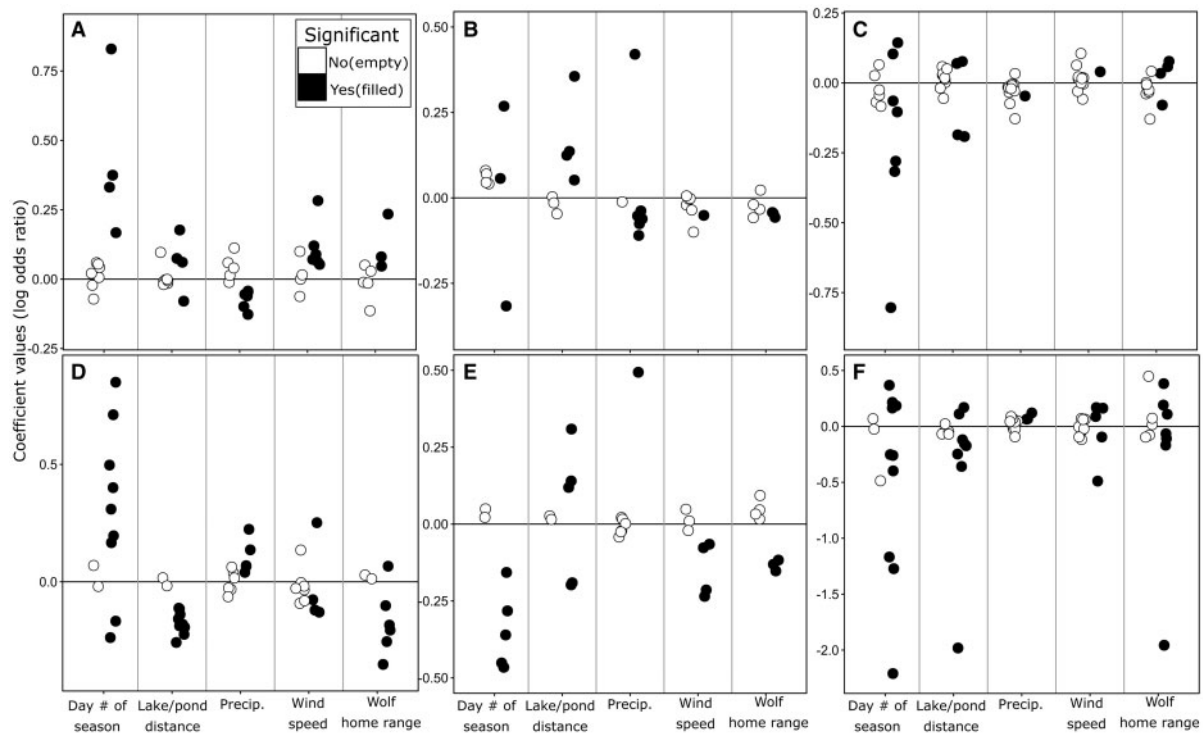 A
Significant
No(empty)
Yes(filled)
0.75
0.50
0.25
0.00
-0.25
B
0.50
0.25
0.00
-0.25
C
0.25
0.00
-0.25
-0.50
-0.75
Coefficient values (log odds ratio)
D
0.5
0.0
E
0.50
0.25
0.00
-0.25
-0.50
F
0.5
0.0
-0.5
-1.0
-1.5
-2.0
Day # of season
Lake/pond distance
Precip.
Wind speed
Wolf home range
Day # of season
Lake/pond distance
Precip.
Wind speed
Wolf home range
Day # of season
Lake/pond distance
Precip.
Wind speed
Wolf home range